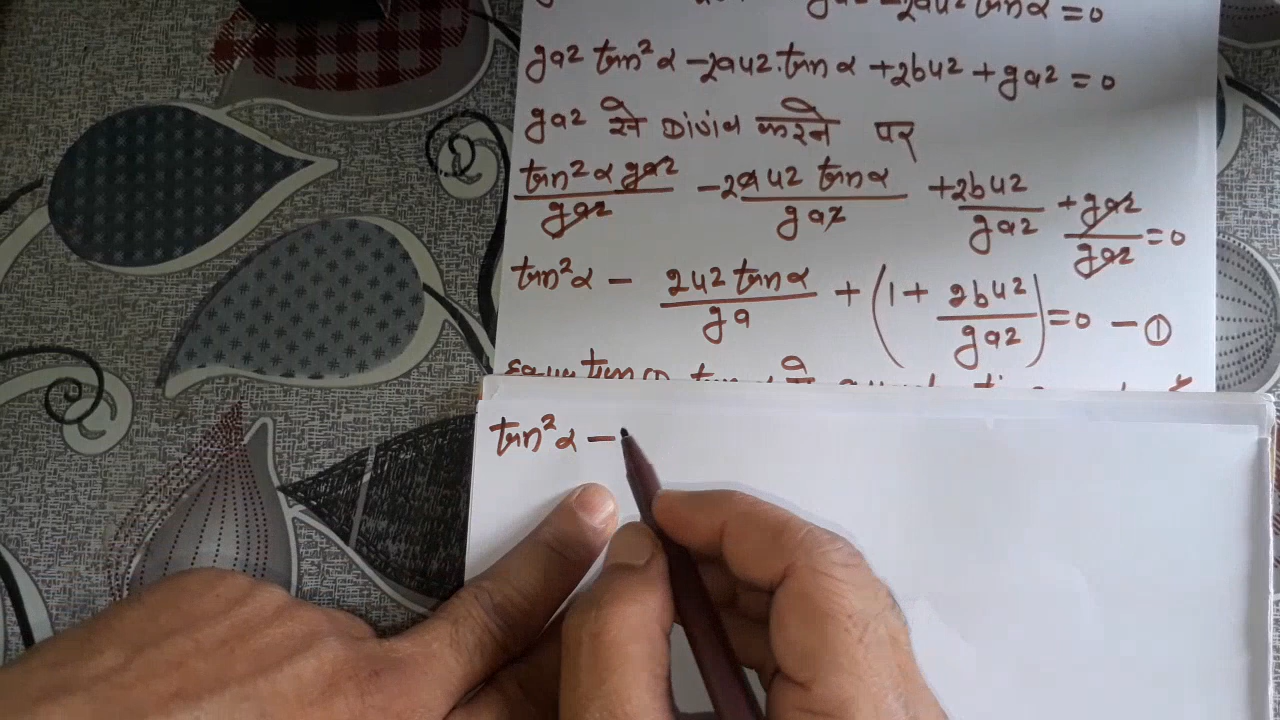 ga² tan²α - 2au².tanα + 2bu² + ga² = 0
ga² से Divid करने पर
tan²α ga²/ga² - 2au² tanα/ga² + 2bu²/ga² + ga²/ga² = 0
tan²α - 2u² tanα/ga + (1 + 2bu²/ga²) = 0 - ①
tan²α -